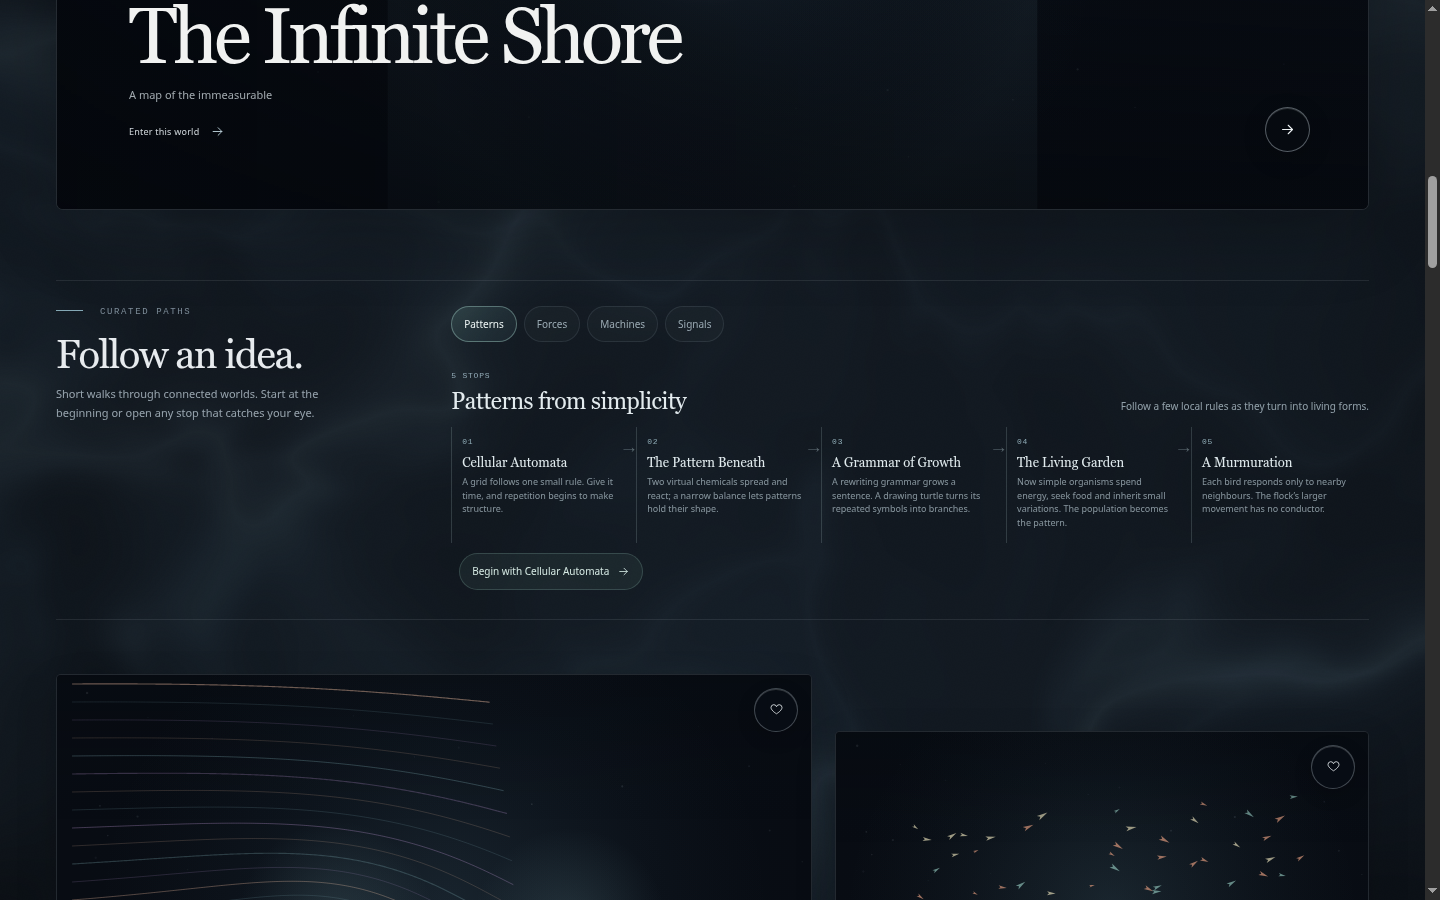 The Infinite Shore
A map of the immeasurable
Enter this world →
→
CURATED PATHS
Follow an idea.
Short walks through connected worlds. Start at the
beginning or open any stop that catches your eye.
Patterns
Forces
Machines
Signals
5 STOPS
Patterns from simplicity
Follow a few local rules as they turn into living forms.
01
→
Cellular Automata
A grid follows one small rule. Give it
time, and repetition begins to make
structure.
02
→
The Pattern Beneath
Two virtual chemicals spread and
react; a narrow balance lets patterns
hold their shape.
03
→
A Grammar of Growth
A rewriting grammar grows a
sentence. A drawing turtle turns its
repeated symbols into branches.
04
→
The Living Garden
Now simple organisms spend
energy, seek food and inherit small
variations. The population becomes
the pattern.
05
A Murmuration
Each bird responds only to nearby
neighbours. The flock's larger
movement has no conductor.
Begin with Cellular Automata →